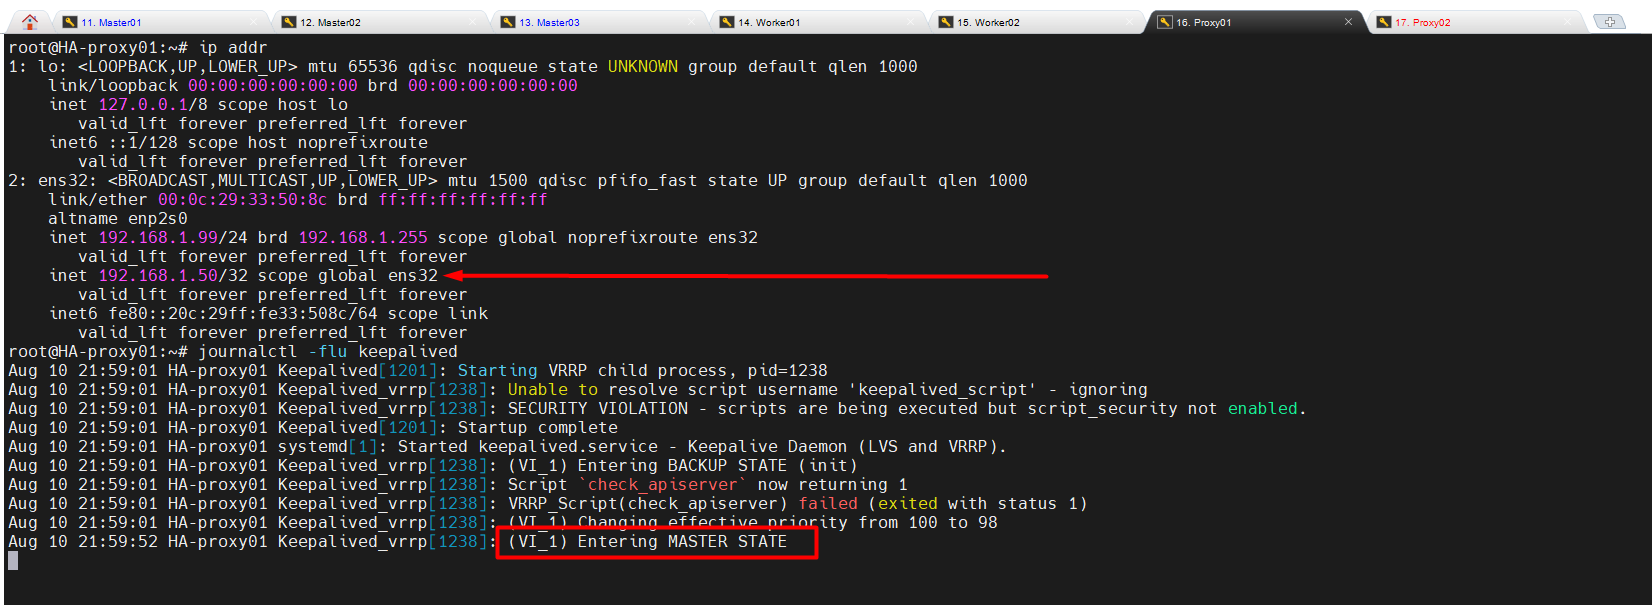 11. Master01
12. Master02
13. Master03
14. Worker01
15. Worker02
16. Proxy01
17. Proxy02
root@HA-proxy01:~# ip addr
1: lo: <LOOPBACK,UP,LOWER_UP> mtu 65536 qdisc noqueue state UNKNOWN group default qlen 1000
link/loopback 00:00:00:00:00:00 brd 00:00:00:00:00:00
inet 127.0.0.1/8 scope host lo
valid_lft forever preferred_lft forever
inet6 ::1/128 scope host noprefixroute
valid_lft forever preferred_lft forever
2: ens32: <BROADCAST,MULTICAST,UP,LOWER_UP> mtu 1500 qdisc pfifo_fast state UP group default qlen 1000
link/ether 00:0c:29:33:50:8c brd ff:ff:ff:ff:ff:ff
altname enp2s0
inet 192.168.1.99/24 brd 192.168.1.255 scope global noprefixroute ens32
valid_lft forever preferred_lft forever
inet 192.168.1.50/32 scope global ens32
valid_lft forever preferred_lft forever
inet6 fe80::20c:29ff:fe33:508c/64 scope link
valid_lft forever preferred_lft forever
root@HA-proxy01:~# journalctl -flu keepalived
Aug 10 21:59:01 HA-proxy01 Keepalived[1201]: Starting VRRP child process, pid=1238
Aug 10 21:59:01 HA-proxy01 Keepalived_vrrp[1238]: Unable to resolve script username 'keepalived_script' - ignoring
Aug 10 21:59:01 HA-proxy01 Keepalived_vrrp[1238]: SECURITY VIOLATION - scripts are being executed but script_security not enabled.
Aug 10 21:59:01 HA-proxy01 Keepalived[1201]: Startup complete
Aug 10 21:59:01 HA-proxy01 systemd[1]: Started keepalived.service - Keepalive Daemon (LVS and VRRP).
Aug 10 21:59:01 HA-proxy01 Keepalived_vrrp[1238]: (VI_1) Entering BACKUP STATE (init)
Aug 10 21:59:01 HA-proxy01 Keepalived_vrrp[1238]: Script `check_apiserver` now returning 1
Aug 10 21:59:01 HA-proxy01 Keepalived_vrrp[1238]: VRRP_Script(check_apiserver) failed (exited with status 1)
Aug 10 21:59:01 HA-proxy01 Keepalived_vrrp[1238]: (VI_1) Changing effective priority from 100 to 98
Aug 10 21:59:52 HA-proxy01 Keepalived_vrrp[1238]: (VI_1) Entering MASTER STATE